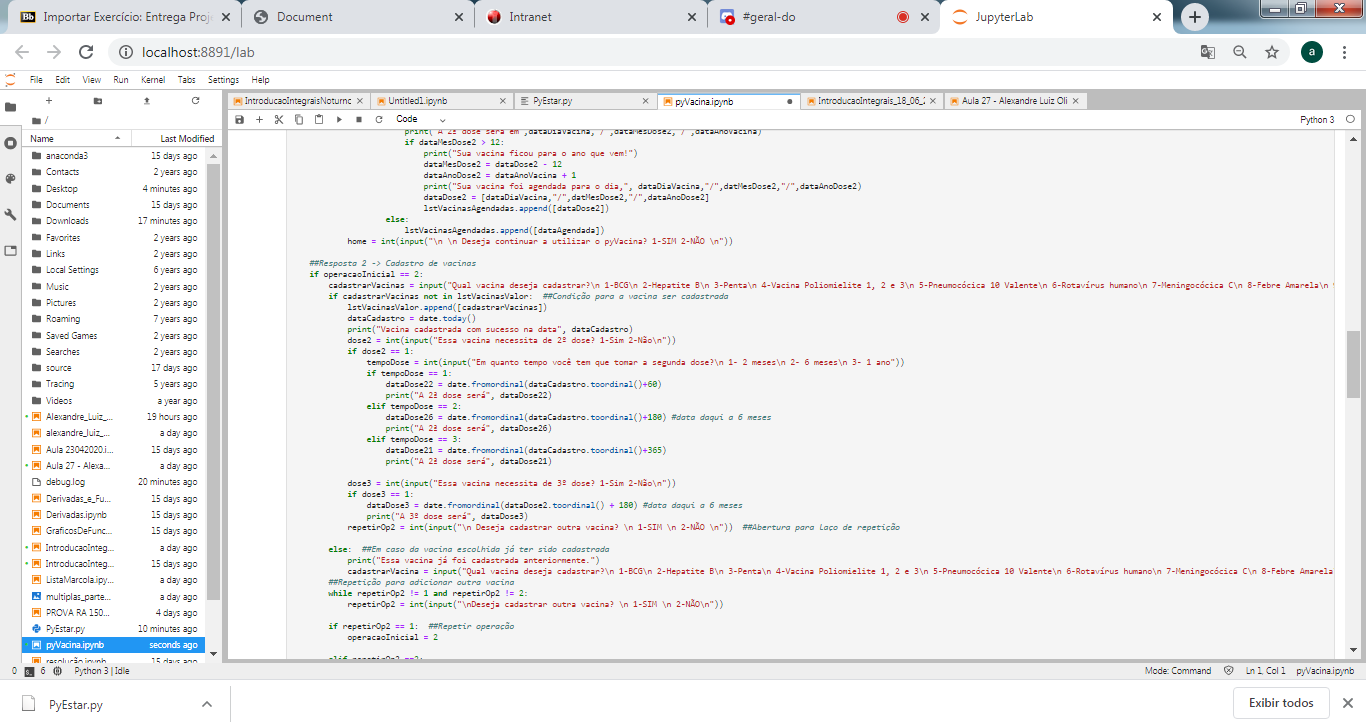 Importar Exercício: Entrega Proje
Document
Intranet
#geral-do
JupyterLab
localhost:8891/lab
a
File Edit View Run Kernel Tabs Settings Help
IntroducaoIntegraisNoturno
Untitled1.ipynb
PyEstar.py
pyVacina.ipynb
IntroducaoIntegrais_18_06_2
Aula 27 - Alexandre Luiz Oli
Code
Python 3
/
Name Last Modified
anaconda3 15 days ago
Contacts 2 years ago
Desktop 4 minutes ago
Documents 15 days ago
Downloads 17 minutes ago
Favorites 2 years ago
Links 2 years ago
Local Settings 6 years ago
Music 2 years ago
Pictures 2 years ago
Roaming 7 years ago
Saved Games 2 years ago
Searches 2 years ago
source 17 days ago
Tracing 5 years ago
Videos a year ago
Alexandre_Luiz_... 19 hours ago
alexandre_luiz_... a day ago
Aula 23042020.i... 15 days ago
Aula 27 - Alexa... a day ago
debug.log 20 minutes ago
Derivadas_e_Fu... 15 days ago
Derivadas.ipynb 15 days ago
GraficosDeFunc... 15 days ago
IntroducaoInteg... a day ago
IntroducaoInteg... 15 days ago
ListaMarcola.ipy... a day ago
multiplas_parte... a day ago
PROVA RA 150... 4 days ago
PyEstar.py 10 minutes ago
pyVacina.ipynb seconds ago
resolução.ipynb 15 days ago
print("A 2ª dose será em",dataDiaVacina,"/",dataMesDose2,"/",dataAnoVacina)
if dataMesDose2 > 12:
print("Sua vacina ficou para o ano que vem!")
dataMesDose2 = dataDose2 - 12
dataAnoDose2 = dataAnoVacina + 1
print("Sua vacina foi agendada para o dia,", dataDiaVacina,"/",datMesDose2,"/",dataAnoDose2)
dataDose2 = [dataDiaVacina,"/",datMesDose2,"/",dataAnoDose2]
lstVacinasAgendadas.append([dataDose2])
else:
lstVacinasAgendadas.append([dataAgendada])
home = int(input("\n \n Deseja continuar a utilizar o pyVacina? 1-SIM 2-NÃO \n"))
##Resposta 2 -> Cadastro de vacinas
if operacaoInicial == 2:
cadastrarVacinas = input("Qual vacina deseja cadastrar?\n 1-BCG\n 2-Hepatite B\n 3-Penta\n 4-Vacina Poliomielite 1, 2 e 3\n 5-Pneumocócica 10 Valente\n 6-Rotavírus humano\n 7-Meningocócica C\n 8-Febre Amarela\n
if cadastrarVacinas not in lstVacinasValor: ##Condição para a vacina ser cadastrada
lstVacinasValor.append([cadastrarVacinas])
dataCadastro = date.today()
print("Vacina cadastrada com sucesso na data", dataCadastro)
dose2 = int(input("Essa vacina necessita de 2ª dose? 1-Sim 2-Não\n"))
if dose2 == 1:
tempoDose = int(input("Em quanto tempo você tem que tomar a segunda dose?\n 1- 2 meses\n 2- 6 meses\n 3- 1 ano"))
if tempoDose == 1:
dataDose22 = date.fromordinal(dataCadastro.toordinal()+60)
print("A 2ª dose será", dataDose22)
elif tempoDose == 2:
dataDose26 = date.fromordinal(dataCadastro.toordinal()+180) #data daqui a 6 meses
print("A 2ª dose será", dataDose26)
elif tempoDose == 3:
dataDose21 = date.fromordinal(dataCadastro.toordinal()+365)
print("A 2ª dose será", dataDose21)
dose3 = int(input("Essa vacina necessita de 3ª dose? 1-Sim 2-Não\n"))
if dose3 == 1:
dataDose3 = date.fromordinal(dataDose2.toordinal() + 180) #data daqui a 6 meses
print("A 3ª dose será", dataDose3)
repetirOp2 = int(input("\n Deseja cadastrar outra vacina? \n 1-SIM \n 2-NÃO \n")) ##Abertura para Laço de repetição
else: ##Em caso da vacina escolhida já ter sido cadastrada
print("Essa vacina já foi cadastrada anteriormente.")
cadastrarVacina = input("Qual vacina deseja cadastrar?\n 1-BCG\n 2-Hepatite B\n 3-Penta\n 4-Vacina Poliomielite 1, 2 e 3\n 5-Pneumocócica 10 Valente\n 6-Rotavírus humano\n 7-Meningocócica C\n 8-Febre Amarela
##Repetição para adicionar outra vacina
while repetirOp2 != 1 and repetirOp2 != 2:
repetirOp2 = int(input("\nDeseja cadastrar outra vacina? \n 1-SIM \n 2-NÃO\n"))
if repetirOp2 == 1: ##Repetir operação
operacaoInicial = 2
elif repetirOp2 ==2:
0 6 Python 3 | Idle
Mode: Command Ln 1, Col 1 pyVacina.ipynb
PyEstar.py
Exibir todos